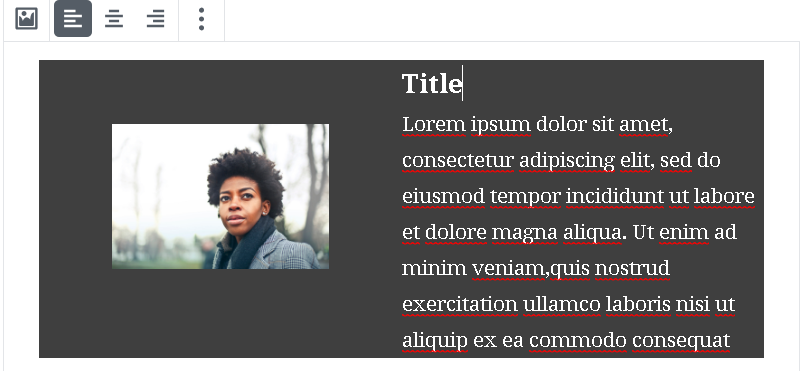 Title
Lorem ipsum dolor sit amet,
consectetur adipiscing elit, sed do
eiusmod tempor incididunt ut labore
et dolore magna aliqua. Ut enim ad
minim veniam,quis nostrud
exercitation ullamco laboris nisi ut
aliquip ex ea commodo consequat